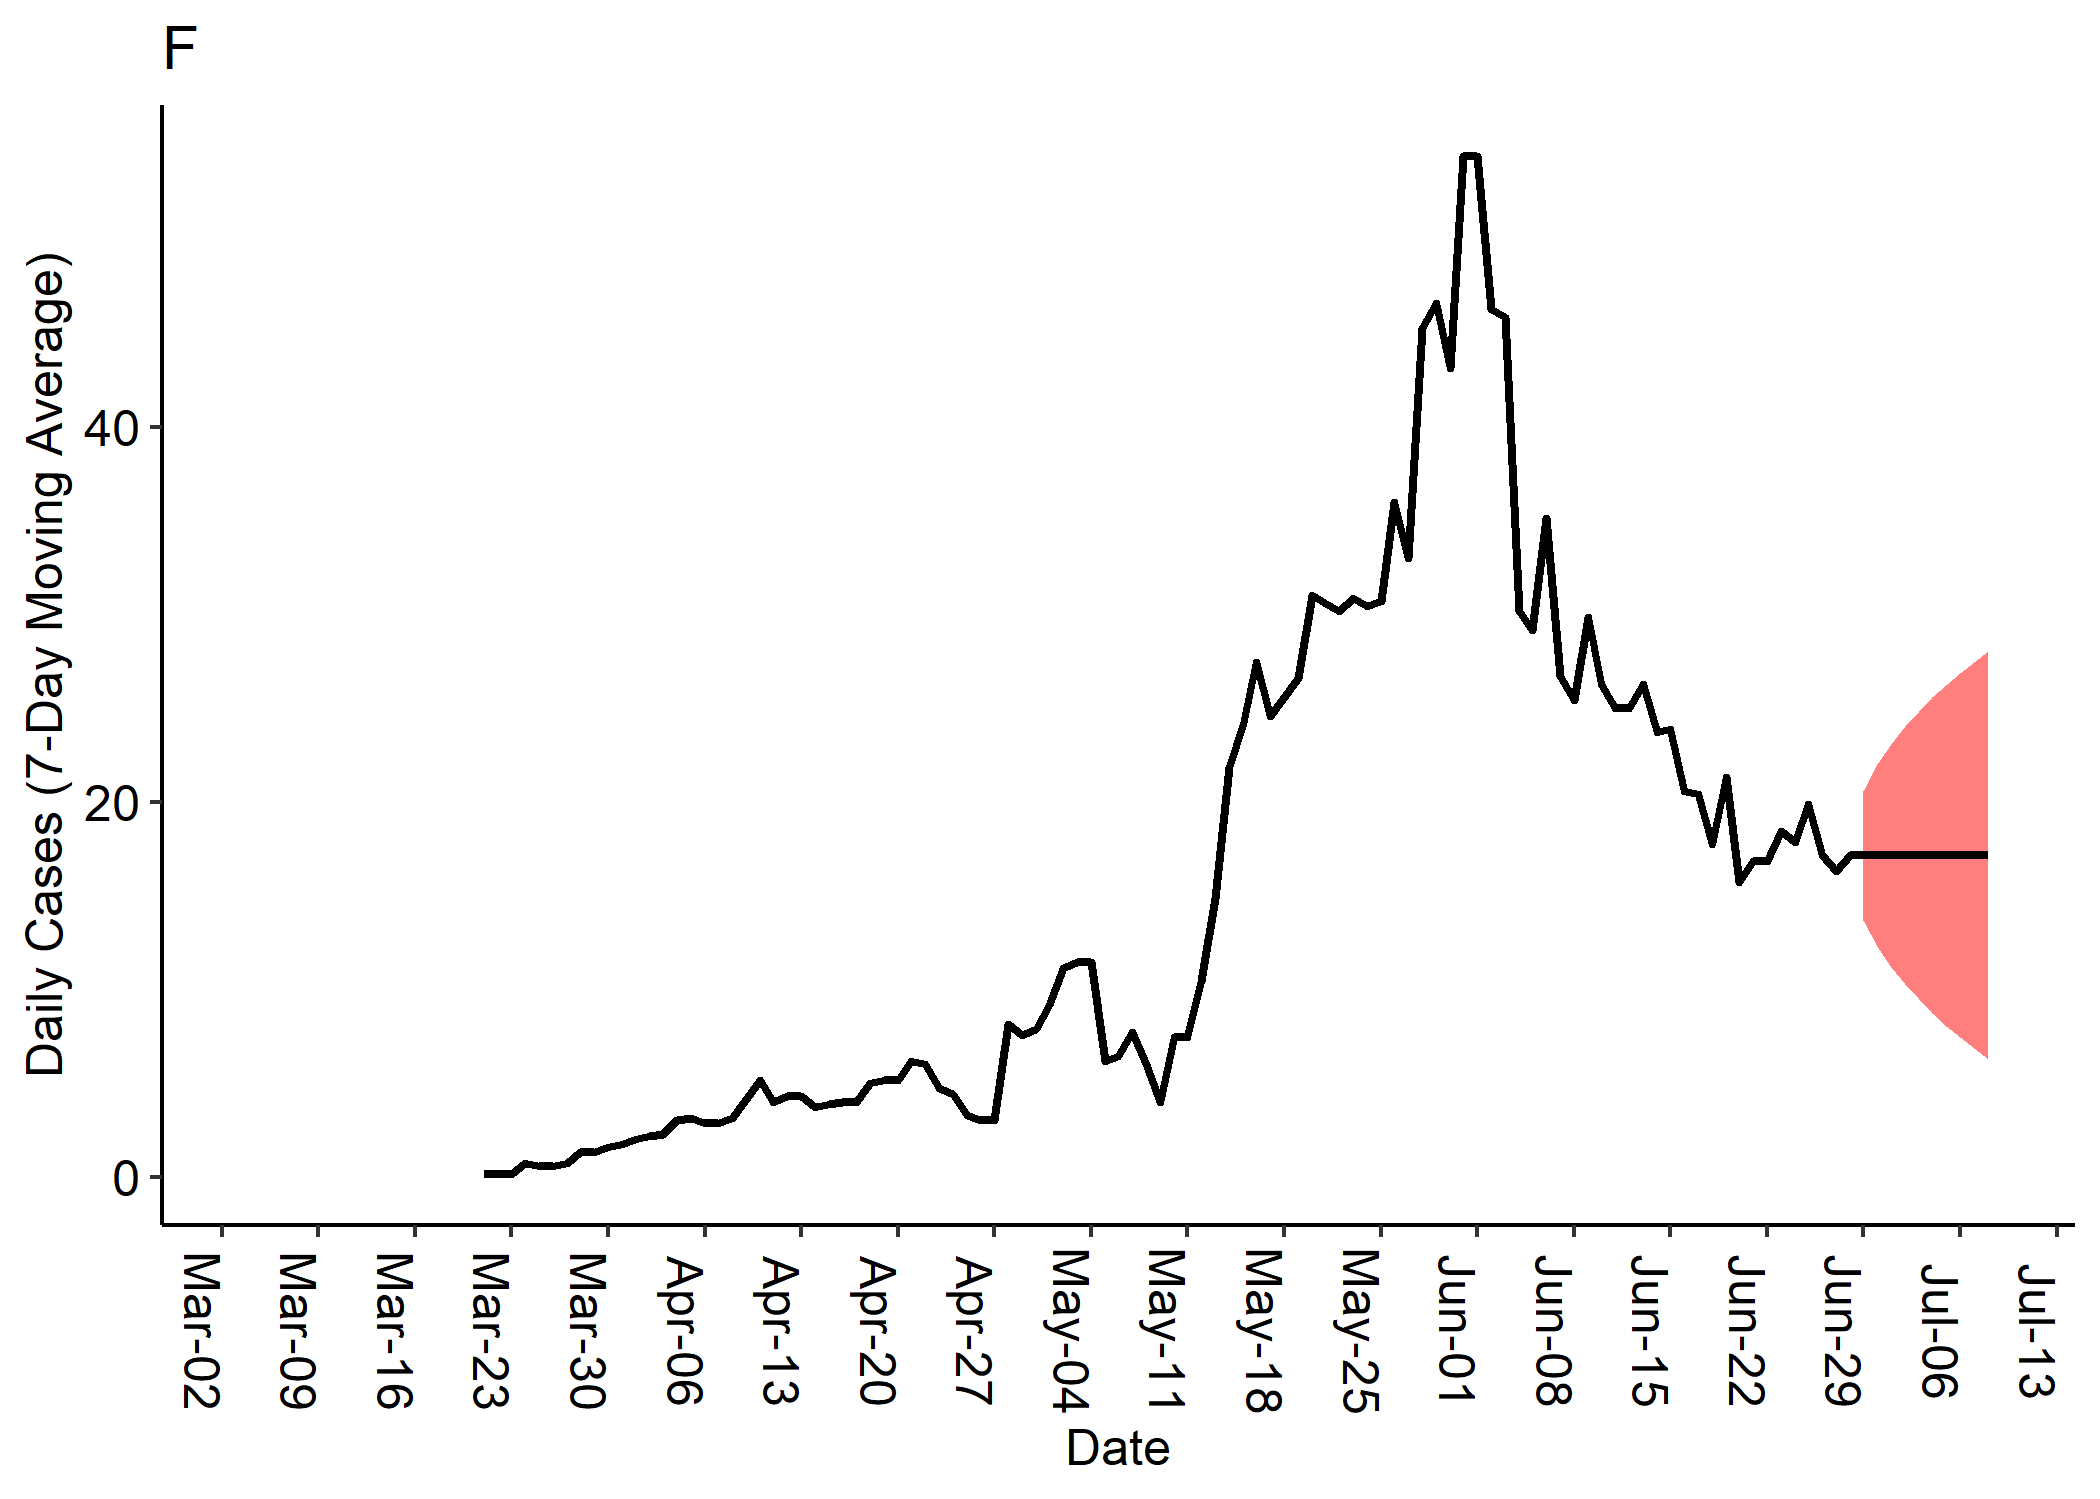 F
Daily Cases (7-Day Moving Average)
40
20
0
Mar-02
Mar-09
Mar-16
Mar-23
Mar-30
Apr-06
Apr-13
Apr-20
Apr-27
May-04
May-11
May-18
May-25
Jun-01
Jun-08
Jun-15
Jun-22
Jun-29
Jul-06
Jul-13
Date